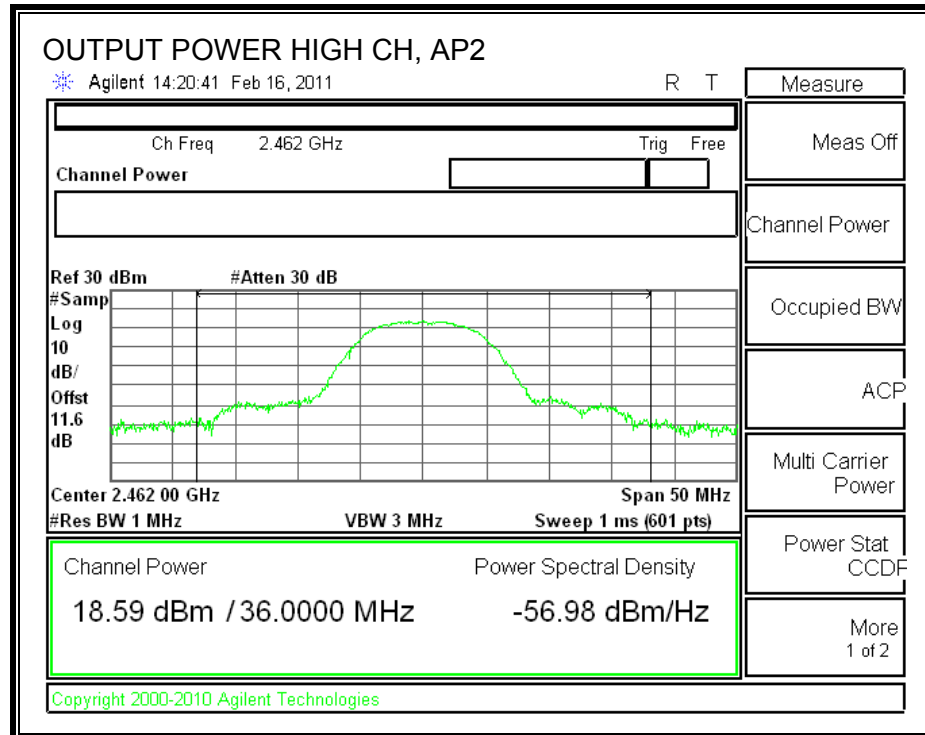 OUTPUT POWER HIGH CH, AP2
Agilent 14:20:41 Feb 16, 2011 R T
Measure
Ch Freq 2.462 GHz Trig Free
Meas Off
Channel Power
Channel Power
Ref 30 dBm #Atten 30 dB
#Samp
Log
10
dB/
Offst
11.6
dB
Occupied BW
ACP
Multi Carrier
Power
Center 2.462 00 GHz Span 50 MHz
#Res BW 1 MHz VBW 3 MHz Sweep 1 ms (601 pts)
Power Stat
CCDF
Channel Power Power Spectral Density
18.59 dBm / 36.0000 MHz -56.98 dBm/Hz
More
1 of 2
Copyright 2000-2010 Agilent Technologies